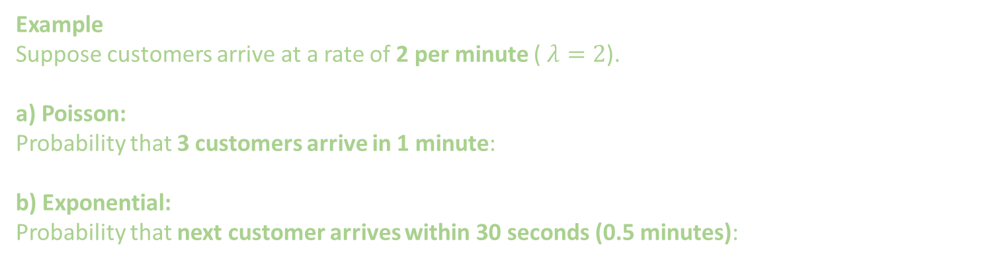 Example
Suppose customers arrive at a rate of 2 per minute ( λ = 2).
a) Poisson:
Probability that 3 customers arrive in 1 minute:
b) Exponential:
Probability that next customer arrives within 30 seconds (0.5 minutes):